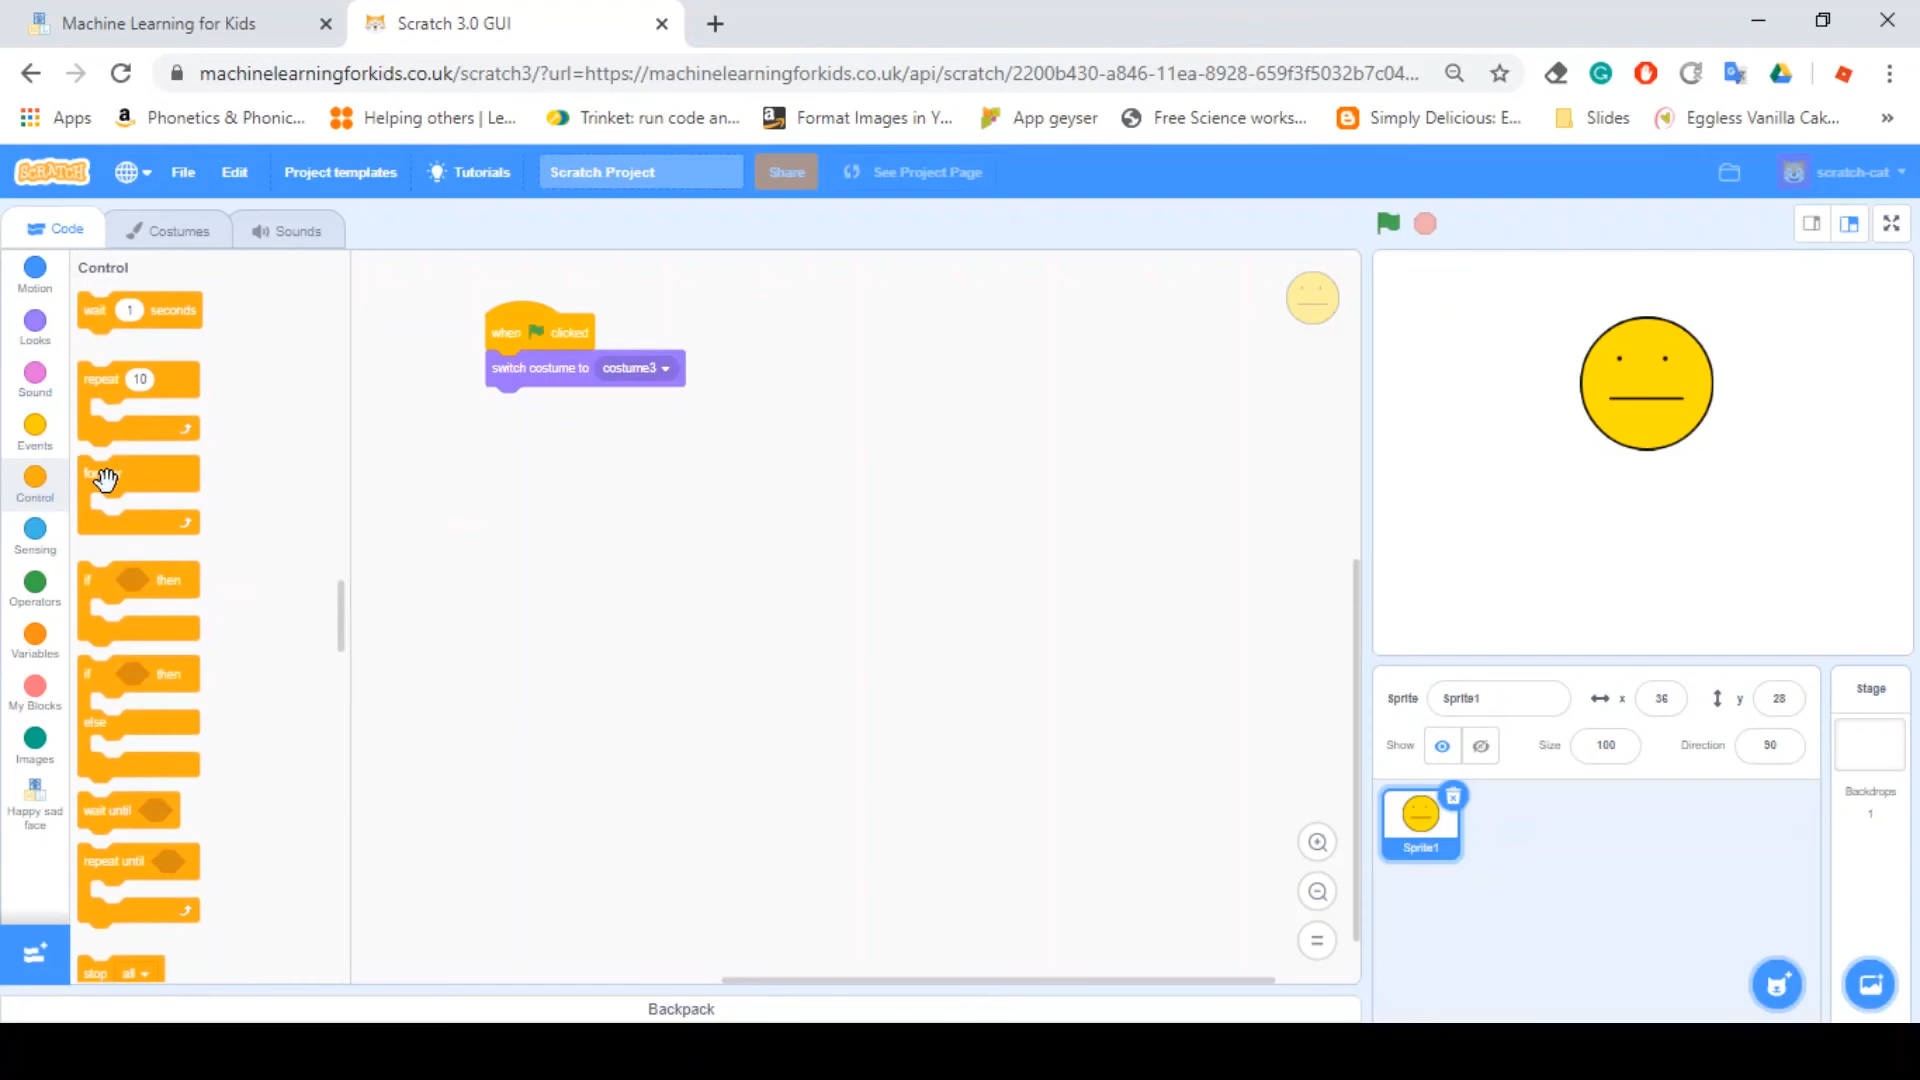 Machine Learning for Kids
Scratch 3.0 GUI
machinelearningforkids.co.uk/scratch3/?url=https://machinelearningforkids.co.uk/api/scratch/2200b430-a846-11ea-8928-659f3f5032b7c04...
Apps
Phonetics & Phonic...
Helping others | Le...
Trinket: run code an...
Format Images in Y...
App geyser
Free Science works...
Simply Delicious: E...
Slides
Eggless Vanilla Cak...
»
SCRATCH
File
Edit
Project templates
Tutorials
Scratch Project
Share
See Project Page
scratch-cat
Code
Costumes
Sounds
Motion
Looks
Sound
Events
Control
Sensing
Operators
Variables
My Blocks
Images
Happy sad
face
Control
wait 1 seconds
repeat 10
if then
if then
else
wait until
repeat until
stop all
when clicked
switch costume to costume3
Sprite
Sprite1
x 36
y 28
Show
Size 100
Direction 90
Sprite1
Stage
Backdrops
1
Backpack